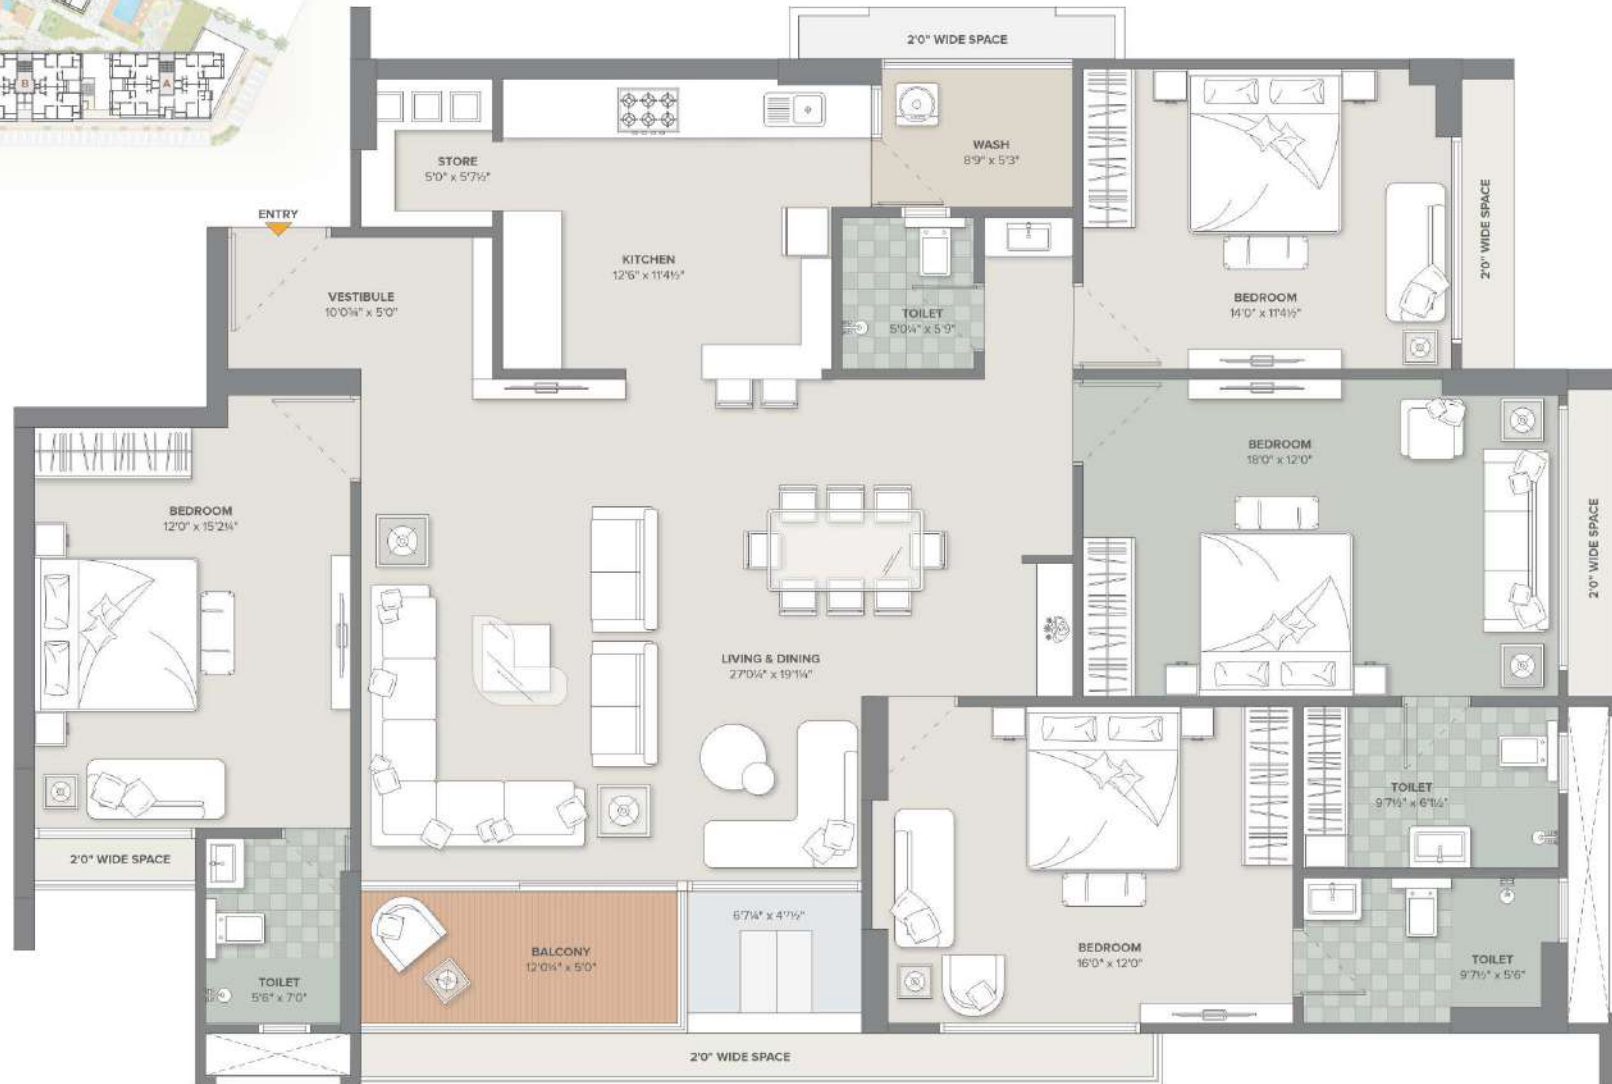 2'0" WIDE SPACE
B
A
STORE
5'0" x 5'7½"
WASH
8'9" x 5'3"
ENTRY
KITCHEN
12'6" x 11'4½"
VESTIBULE
10'0¾" x 5'0"
TOILET
5'0¼" x 5'9"
BEDROOM
14'0" x 11'4½"
2'0" WIDE SPACE
BEDROOM
18'0" x 12'0"
BEDROOM
12'0" x 15'2¼"
2'0" WIDE SPACE
LIVING & DINING
27'0¼" x 19'1¼"
TOILET
9'7½" x 6'1½"
2'0" WIDE SPACE
6'7¼" x 4'7½"
BALCONY
12'0¼" x 5'0"
BEDROOM
16'0" x 12'0"
TOILET
9'7½" x 5'6"
TOILET
5'6" x 7'0"
2'0" WIDE SPACE